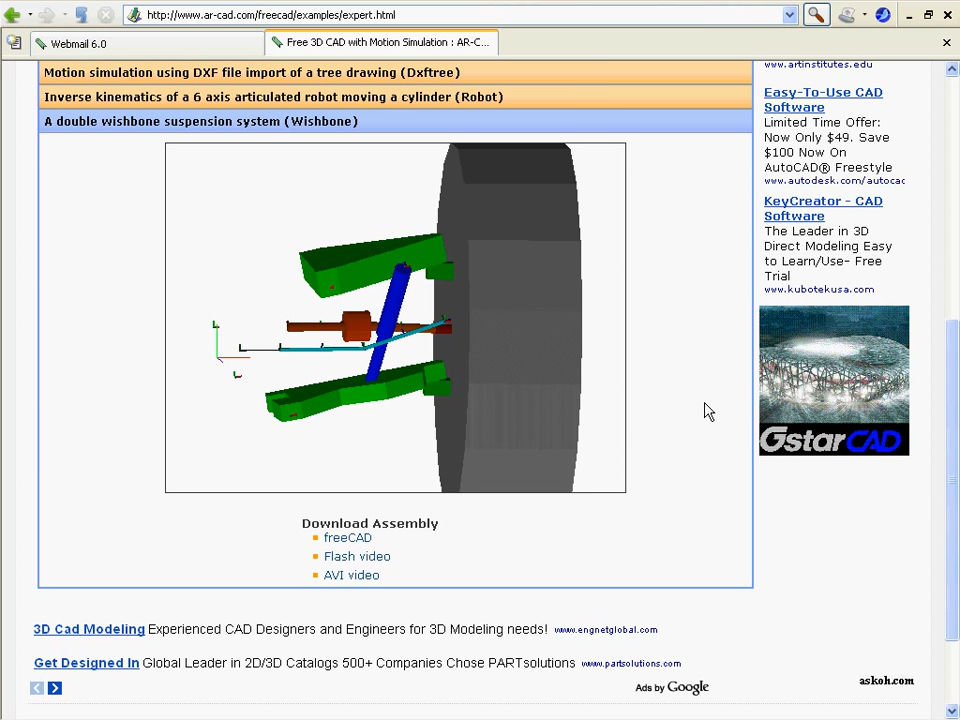 http://www.ar-cad.com/freecad/examples/expert.html
Webmail 6.0
Free 3D CAD with Motion Simulation : AR-C...
Motion simulation using DXF file import of a tree drawing (Dxftree)
Inverse kinematics of a 6 axis articulated robot moving a cylinder (Robot)
A double wishbone suspension system (Wishbone)
Download Assembly
freeCAD
Flash video
AVI video
www.artinstitutes.edu
Easy-To-Use CAD
Software
Limited Time Offer:
Now Only $49. Save
$100 Now On
AutoCAD® Freestyle
www.autodesk.com/autocac
KeyCreator - CAD
Software
The Leader in 3D
Direct Modeling Easy
to Learn/Use- Free
Trial
www.kubotekusa.com
GstarCAD
3D Cad Modeling Experienced CAD Designers and Engineers for 3D Modeling needs! www.engnetglobal.com
Get Designed In Global Leader in 2D/3D Catalogs 500+ Companies Chose PARTsolutions www.partsolutions.com
Ads by Google
askoh.com